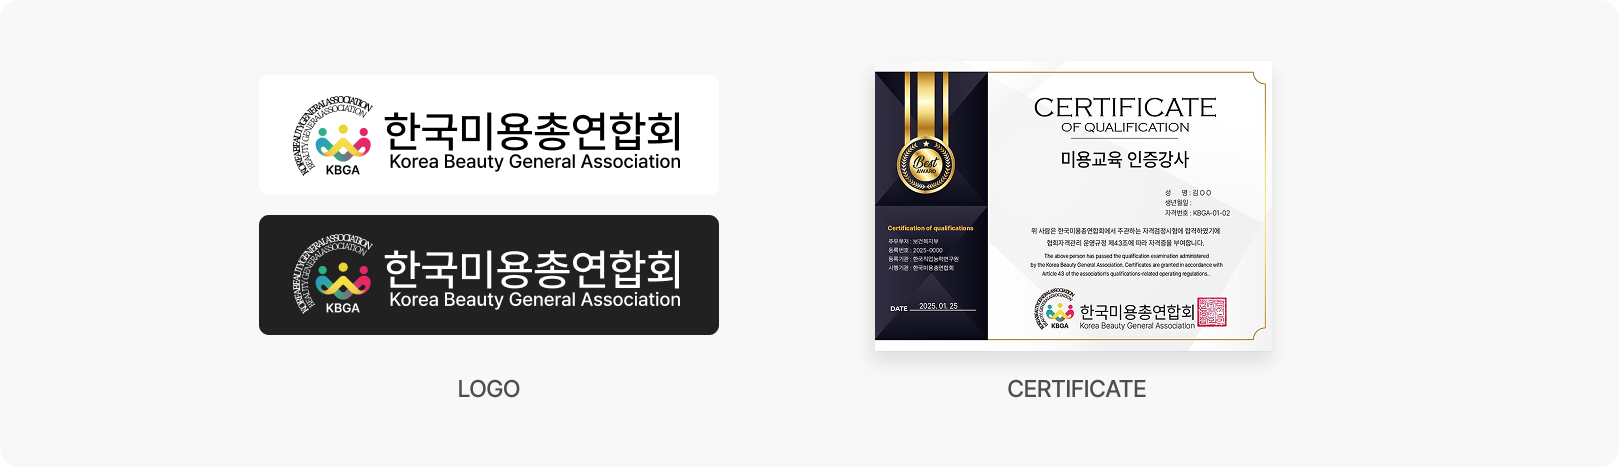 KOREABEAUTYGENERALASSOCIATION
BEAUTYGENERALASSOCIATION
KBGA
한국미용총연합회
Korea Beauty General Association
KOREABEAUTYGENERALASSOCIATION
BEAUTYGENERALASSOCIATION
KBGA
한국미용총연합회
Korea Beauty General Association
LOGO
Best
AWARD
Certification of qualifications
주무부처 : 보건복지부
등록번호 : 2025-0000
등록기관 : 한국직업능력연구원
시행기관 : 한국미용총연합회
DATE 2025. 01. 25
CERTIFICATE
OF QUALIFICATION
미용교육 인증강사
성 명 : 김 O O
생년월일 :
자격번호 : KBGA-01-02
위 사람은 한국미용총연합회에서 주관하는 자격검정시험에 합격하였기에
협회자격관리 운영규정 제43조에 따라 자격증을 부여합니다.
The above person has passed the qualification examination administered
by the Korea Beauty General Association. Certificates are granted in accordance with
Article 43 of the association's qualifications-related operating regulations..
KBGA
한국미용총연합회
Korea Beauty General Association
CERTIFICATE